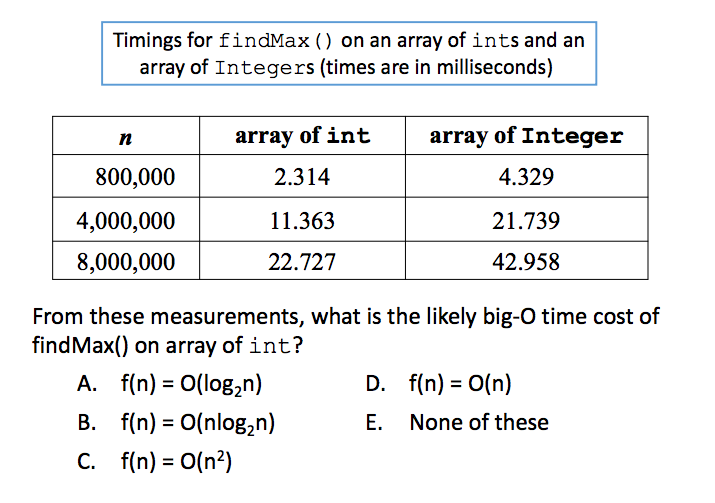 Timings for findMax() on an array of ints and an
array of Integers (times are in milliseconds)
n array of int array of Integer
800,000 2.314 4.329
4,000,000 11.363 21.739
8,000,000 22.727 42.958
From these measurements, what is the likely big-O time cost of
findMax() on array of int?
A. f(n) = O(log₂n) D. f(n) = O(n)
B. f(n) = O(nlog₂n) E. None of these
C. f(n) = O(n²)